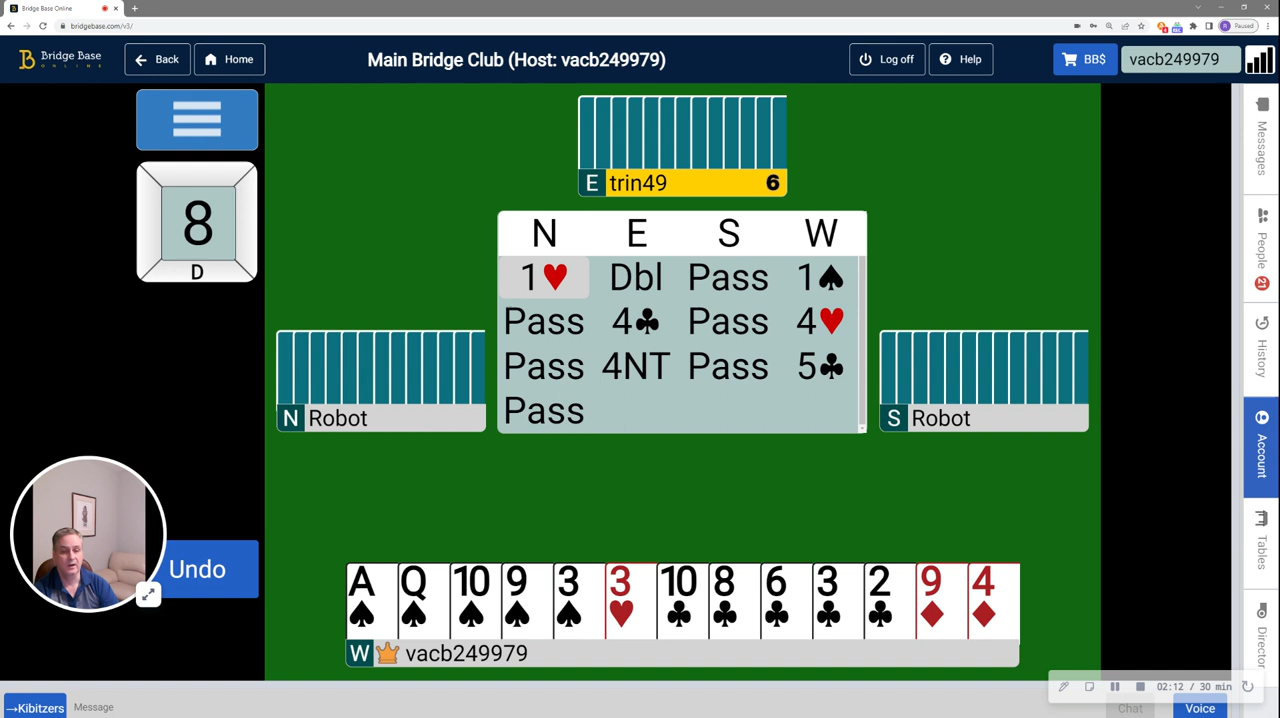 Bridge Base Online
bridgebase.com/v3/
Paused
Bridge Base
ONLINE
Back
Home
Main Bridge Club (Host: vacb249979)
Log off
Help
BB$
vacb249979
8
D
E trin49 6
N E S W
1♥ Dbl Pass 1♠
Pass 4♣ Pass 4♥
Pass 4NT Pass 5♣
Pass
N Robot
S Robot
Undo
A♠ Q♠ 10♠ 9♠ 3♠ 3♥ 10♣ 8♣ 6♣ 3♣ 2♣ 9♦ 4♦
W vacb249979
Messages
People
21
History
Account
Tables
Director
02:12 / 30 min
→Kibitzers
Message
Chat
Voice